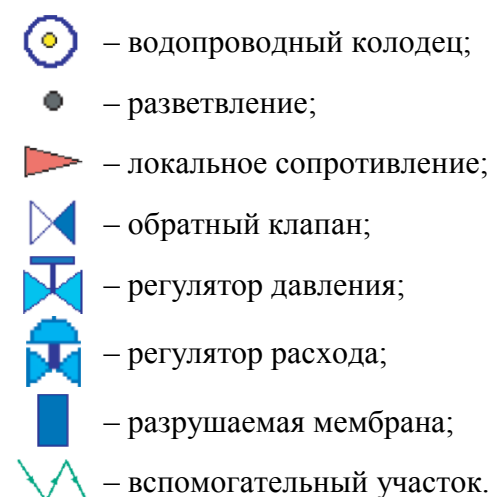 – водопроводный колодец;
– разветвление;
– локальное сопротивление;
– обратный клапан;
– регулятор давления;
– регулятор расхода;
– разрушаемая мембрана;
– вспомогательный участок.